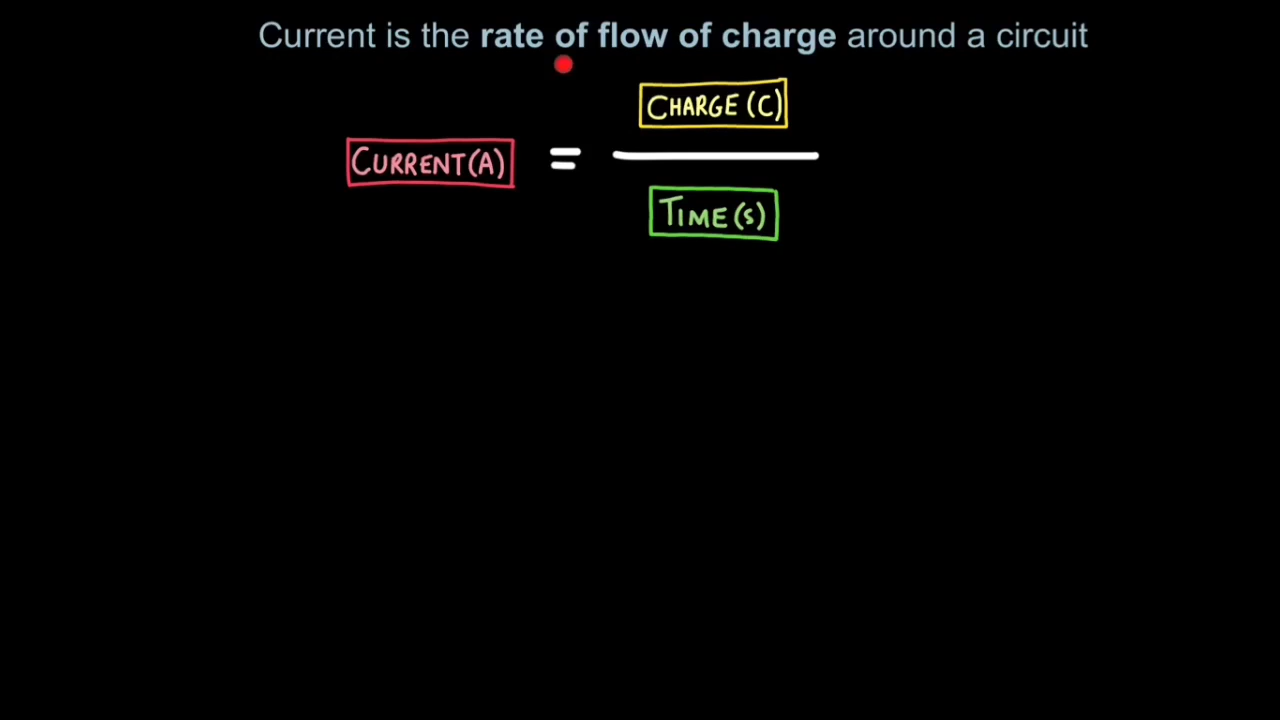 Current is the rate of flow of charge around a circuit
CHARGE (C)
CURRENT(A) =
TIME (s)